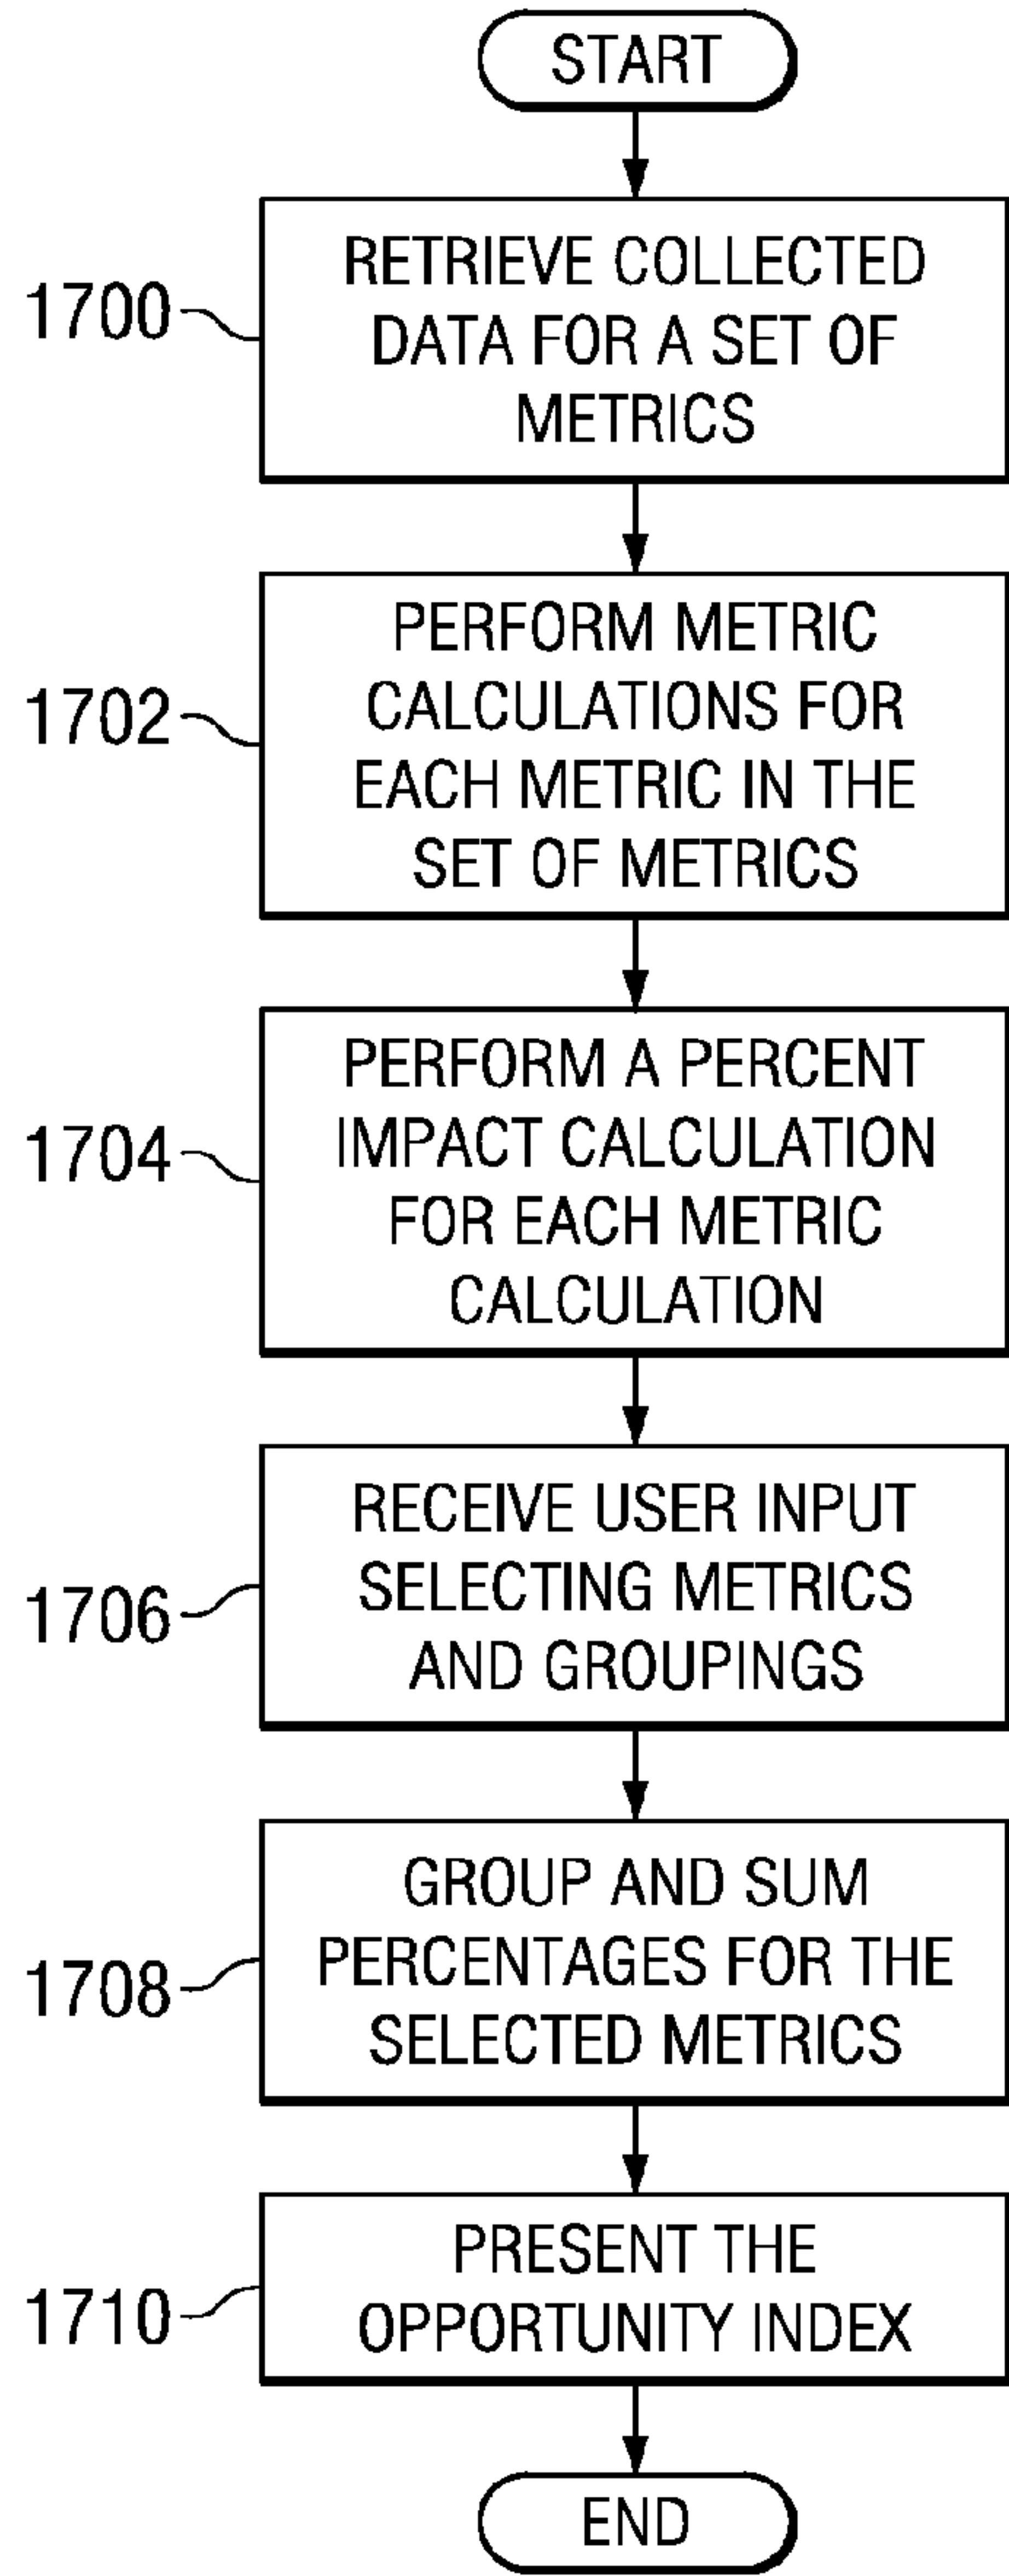 START
1700
RETRIEVE COLLECTED
DATA FOR A SET OF
METRICS
1702
PERFORM METRIC
CALCULATIONS FOR
EACH METRIC IN THE
SET OF METRICS
1704
PERFORM A PERCENT
IMPACT CALCULATION
FOR EACH METRIC
CALCULATION
1706
RECEIVE USER INPUT
SELECTING METRICS
AND GROUPINGS
1708
GROUP AND SUM
PERCENTAGES FOR THE
SELECTED METRICS
1710
PRESENT THE
OPPORTUNITY INDEX
END